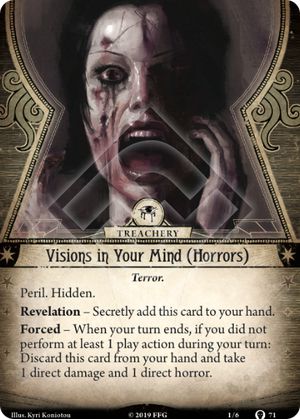 TREACHERY
Visions in Your Mind (Horrors)
Terror.
Peril. Hidden.
Revelation – Secretly add this card to your hand.
Forced – When your turn ends, if you did not
perform at least 1 play action during your turn:
Discard this card from your hand and take
1 direct damage and 1 direct horror.
Illus. Kyri Koniotou
© 2019 FFG
1/6
71